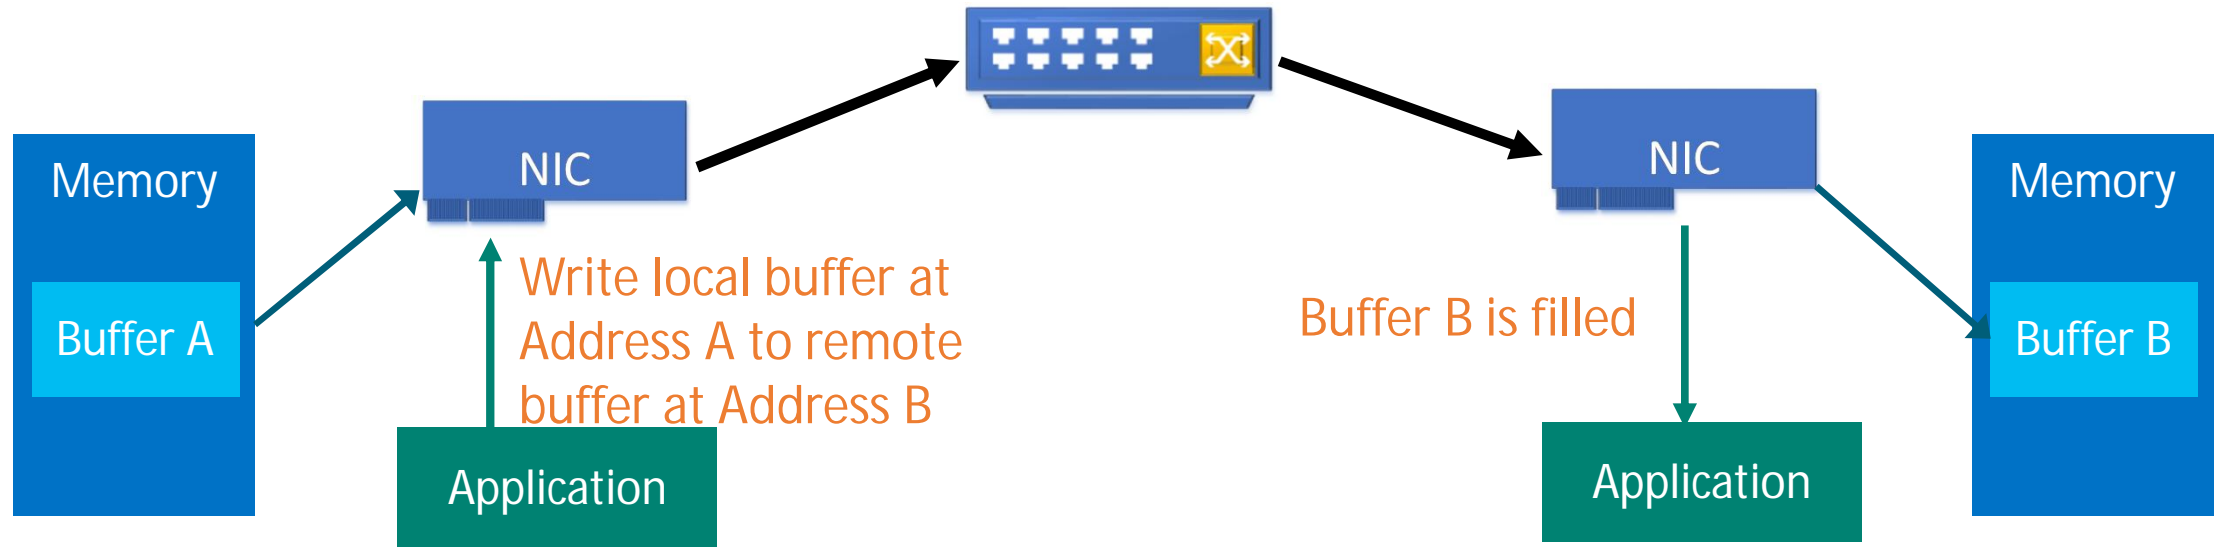 Memory
Buffer A
NIC
Write local buffer at
Address A to remote
buffer at Address B
Application
NIC
Buffer B is filled
Application
Memory
Buffer B